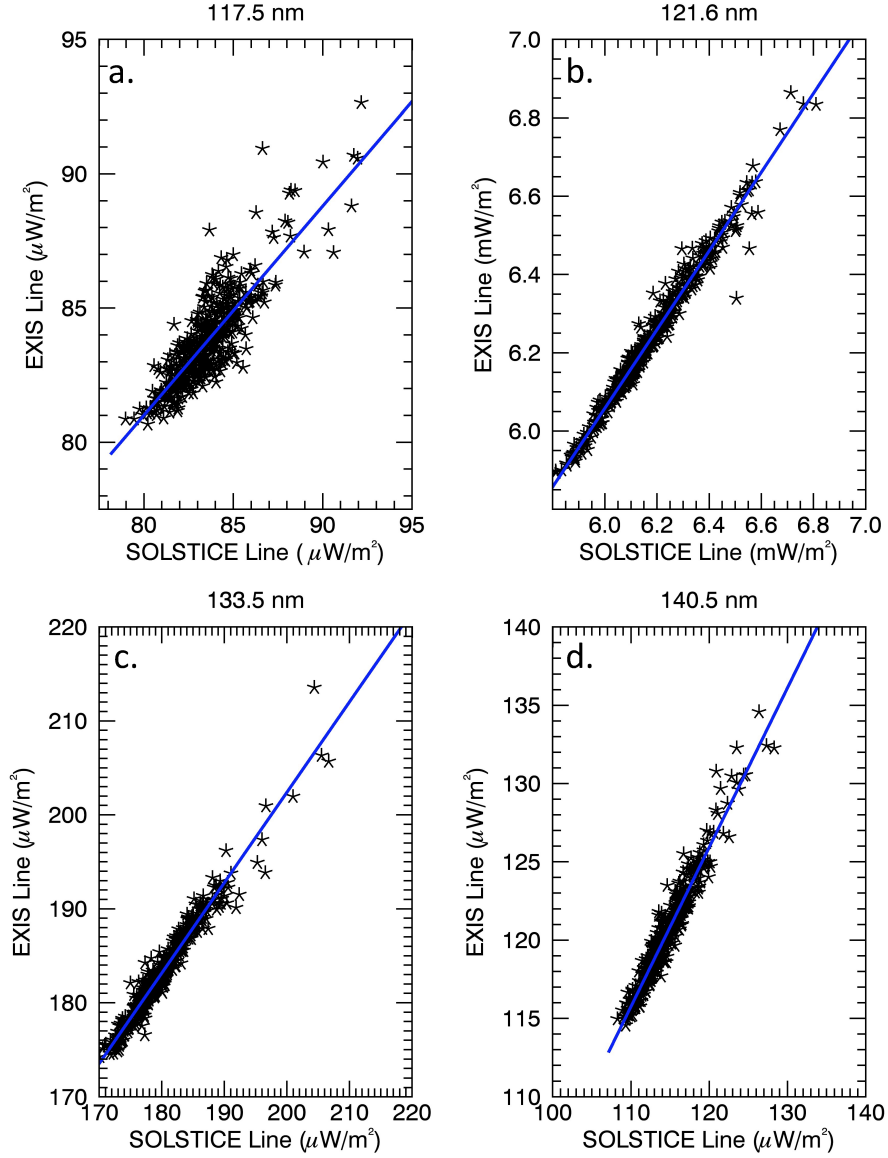 117.5 nm
a.
95
90
85
80
EXIS Line (μW/m²)
80 85 90 95
SOLSTICE Line ( μW/m²)
121.6 nm
b.
7.0
6.8
6.6
6.4
6.2
6.0
EXIS Line (mW/m²)
6.0 6.2 6.4 6.6 6.8 7.0
SOLSTICE Line (mW/m²)
133.5 nm
c.
220
210
200
190
180
170
EXIS Line (μW/m²)
170 180 190 200 210 220
SOLSTICE Line (μW/m²)
140.5 nm
d.
140
135
130
125
120
115
110
EXIS Line (μW/m²)
100 110 120 130 140
SOLSTICE Line (μW/m²)